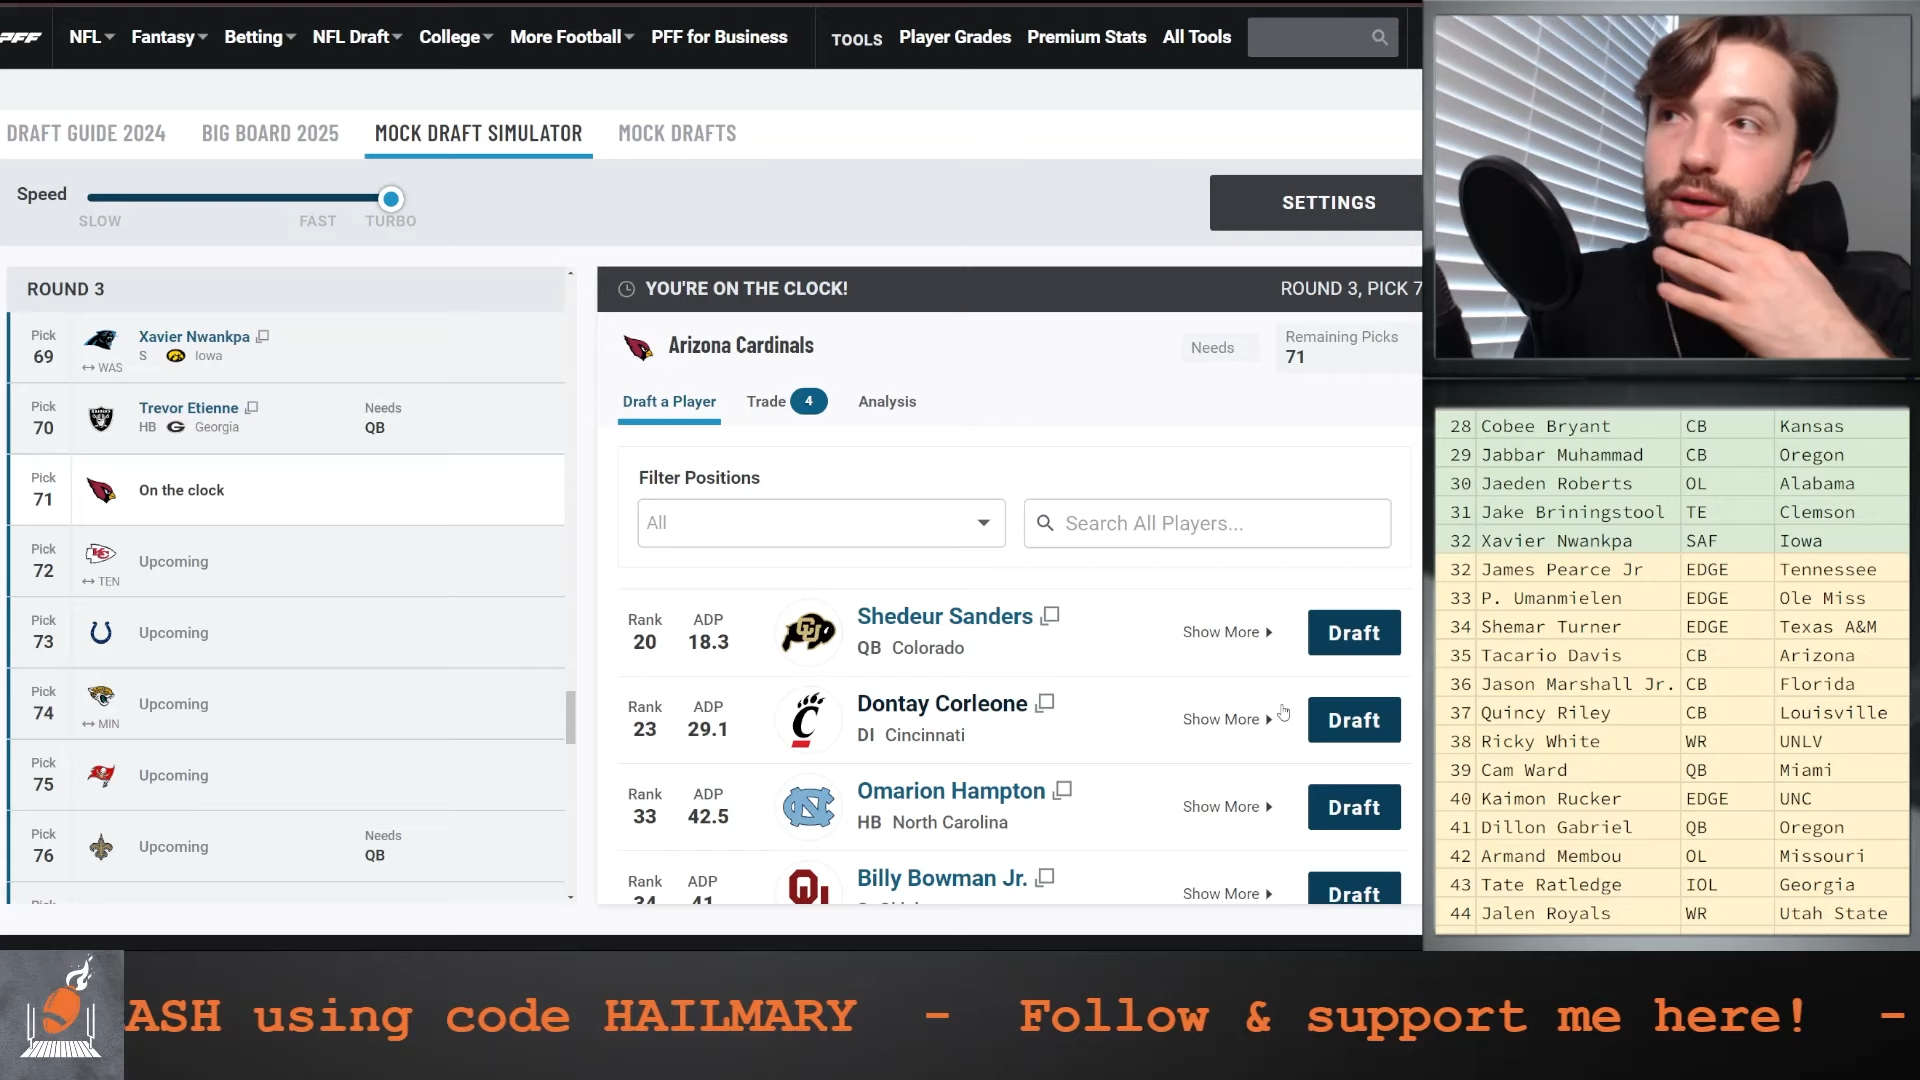 PFF NFL Fantasy Betting NFL Draft College More Football PFF for Business TOOLS Player Grades Premium Stats All Tools
DRAFT GUIDE 2024 BIG BOARD 2025 MOCK DRAFT SIMULATOR MOCK DRAFTS
Speed
SLOW FAST TURBO
SETTINGS
ROUND 3
Pick 69
↔ WAS
Xavier Nwankpa
S Iowa
Pick 70
Trevor Etienne
HB Georgia
Needs
QB
Pick 71
On the clock
Pick 72
↔ TEN
Upcoming
Pick 73
Upcoming
Pick 74
↔ MIN
Upcoming
Pick 75
Upcoming
Pick 76
Upcoming
Needs
QB
YOU'RE ON THE CLOCK! ROUND 3, PICK 7
Arizona Cardinals
Needs
Remaining Picks
71
Draft a Player Trade 4 Analysis
Filter Positions
All
Search All Players...
Rank 20
ADP 18.3
Shedeur Sanders
QB Colorado
Show More
Draft
Rank 23
ADP 29.1
Dontay Corleone
DI Cincinnati
Show More
Draft
Rank 33
ADP 42.5
Omarion Hampton
HB North Carolina
Show More
Draft
Rank 34
ADP 41
Billy Bowman Jr.
Show More
Draft
28 Cobee Bryant CB Kansas
29 Jabbar Muhammad CB Oregon
30 Jaeden Roberts OL Alabama
31 Jake Briningstool TE Clemson
32 Xavier Nwankpa SAF Iowa
32 James Pearce Jr EDGE Tennessee
33 P. Umanmielen EDGE Ole Miss
34 Shemar Turner EDGE Texas A&M
35 Tacario Davis CB Arizona
36 Jason Marshall Jr. CB Florida
37 Quincy Riley CB Louisville
38 Ricky White WR UNLV
39 Cam Ward QB Miami
40 Kaimon Rucker EDGE UNC
41 Dillon Gabriel QB Oregon
42 Armand Membou OL Missouri
43 Tate Ratledge IOL Georgia
44 Jalen Royals WR Utah State
ASH using code HAILMARY - Follow & support me here! -